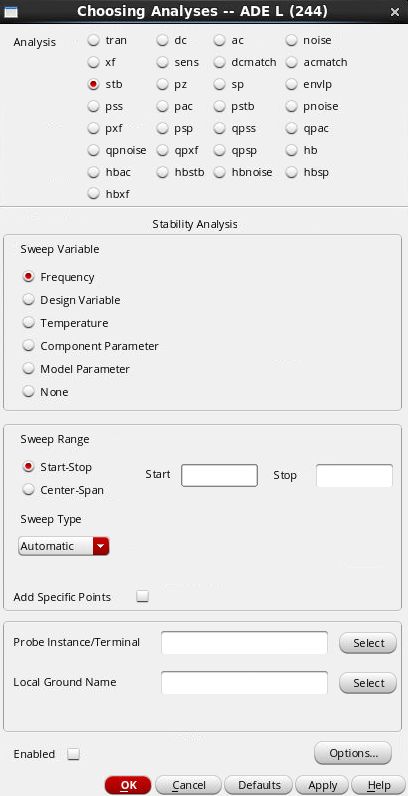 Choosing Analyses -- ADE L (244)
Analysis tran dc ac noise
xf sens dcmatch acmatch
stb pz sp envlp
pss pac pstb pnoise
pxf psp qpss qpac
qpnoise qpxf qpsp hb
hbac hbstb hbnoise hbsp
hbxf
Stability Analysis
Sweep Variable
Frequency
Design Variable
Temperature
Component Parameter
Model Parameter
None
Sweep Range
Start-Stop Start Stop
Center-Span
Sweep Type
Automatic
Add Specific Points
Probe Instance/Terminal Select
Local Ground Name Select
Enabled Options...
OK Cancel Defaults Apply Help